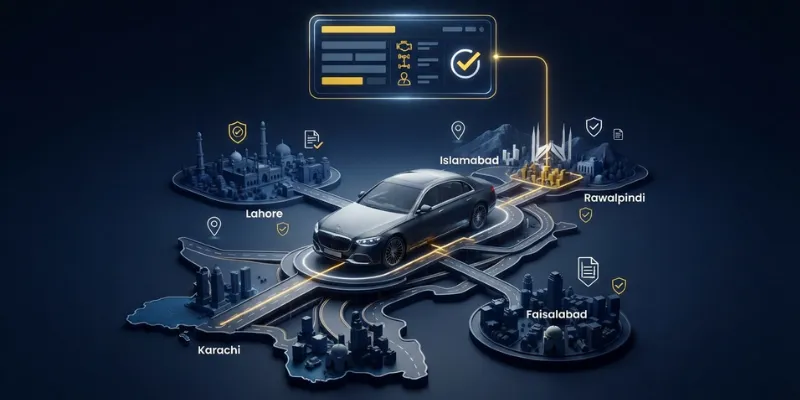 Islamabad
Rawalpindi
Lahore
Faisalabad
Karachi